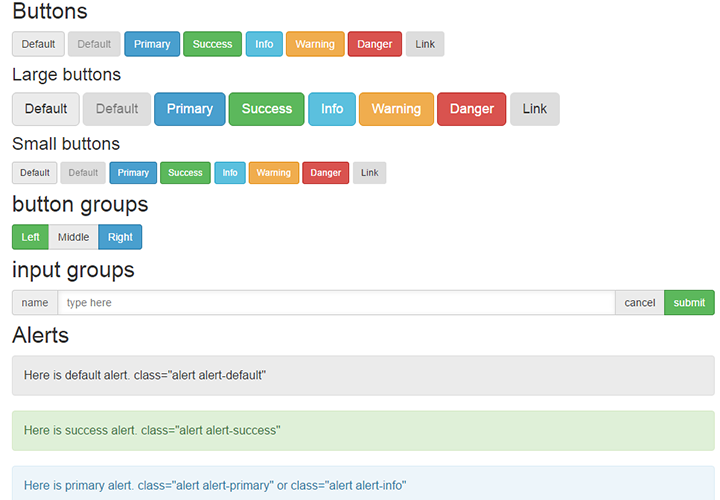 Buttons
Default Default Primary Success Info Warning Danger Link
Large buttons
Default Default Primary Success Info Warning Danger Link
Small buttons
Default Default Primary Success Info Warning Danger Link
button groups
Left Middle Right
input groups
name type here cancel submit
Alerts
Here is default alert. class="alert alert-default"
Here is success alert. class="alert alert-success"
Here is primary alert. class="alert alert-primary" or class="alert alert-info"